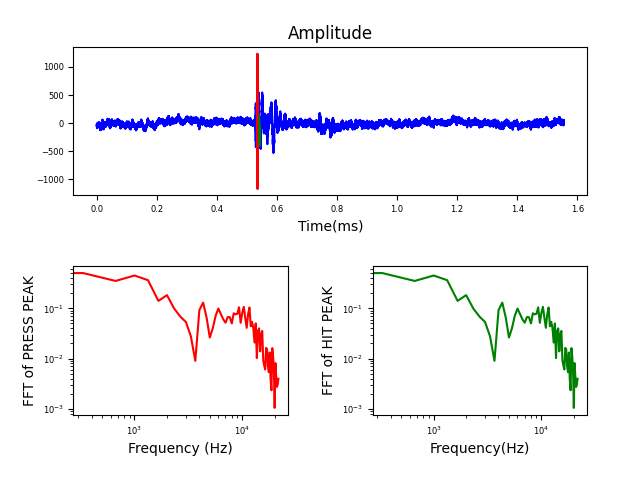 Amplitude
1000
500
0
−500
−1000
0.0 0.2 0.4 0.6 0.8 1.0 1.2 1.4 1.6
Time(ms)
FFT of PRESS PEAK
10⁻¹
10⁻²
10⁻³
10³ 10⁴
Frequency (Hz)
FFT of HIT PEAK
10⁻¹
10⁻²
10⁻³
10³ 10⁴
Frequency(Hz)